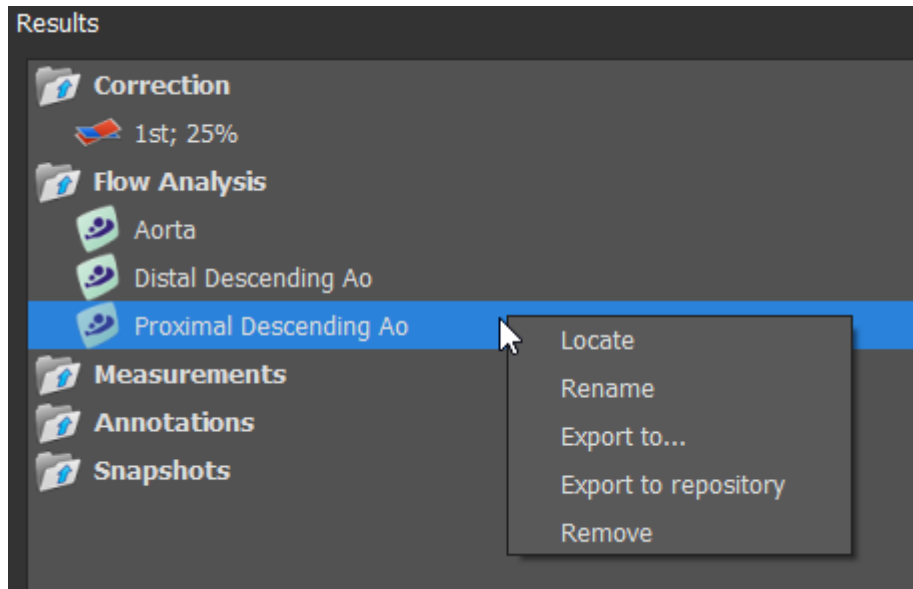 Results
Correction
1st; 25%
Flow Analysis
Aorta
Distal Descending Ao
Proximal Descending Ao
Measurements
Annotations
Snapshots
Locate
Rename
Export to...
Export to repository
Remove